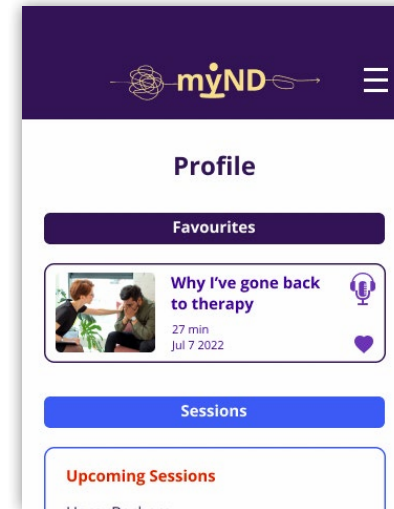 myND
Profile
Favourites
Why I've gone back
to therapy
27 min
Jul 7 2022
Sessions
Upcoming Sessions